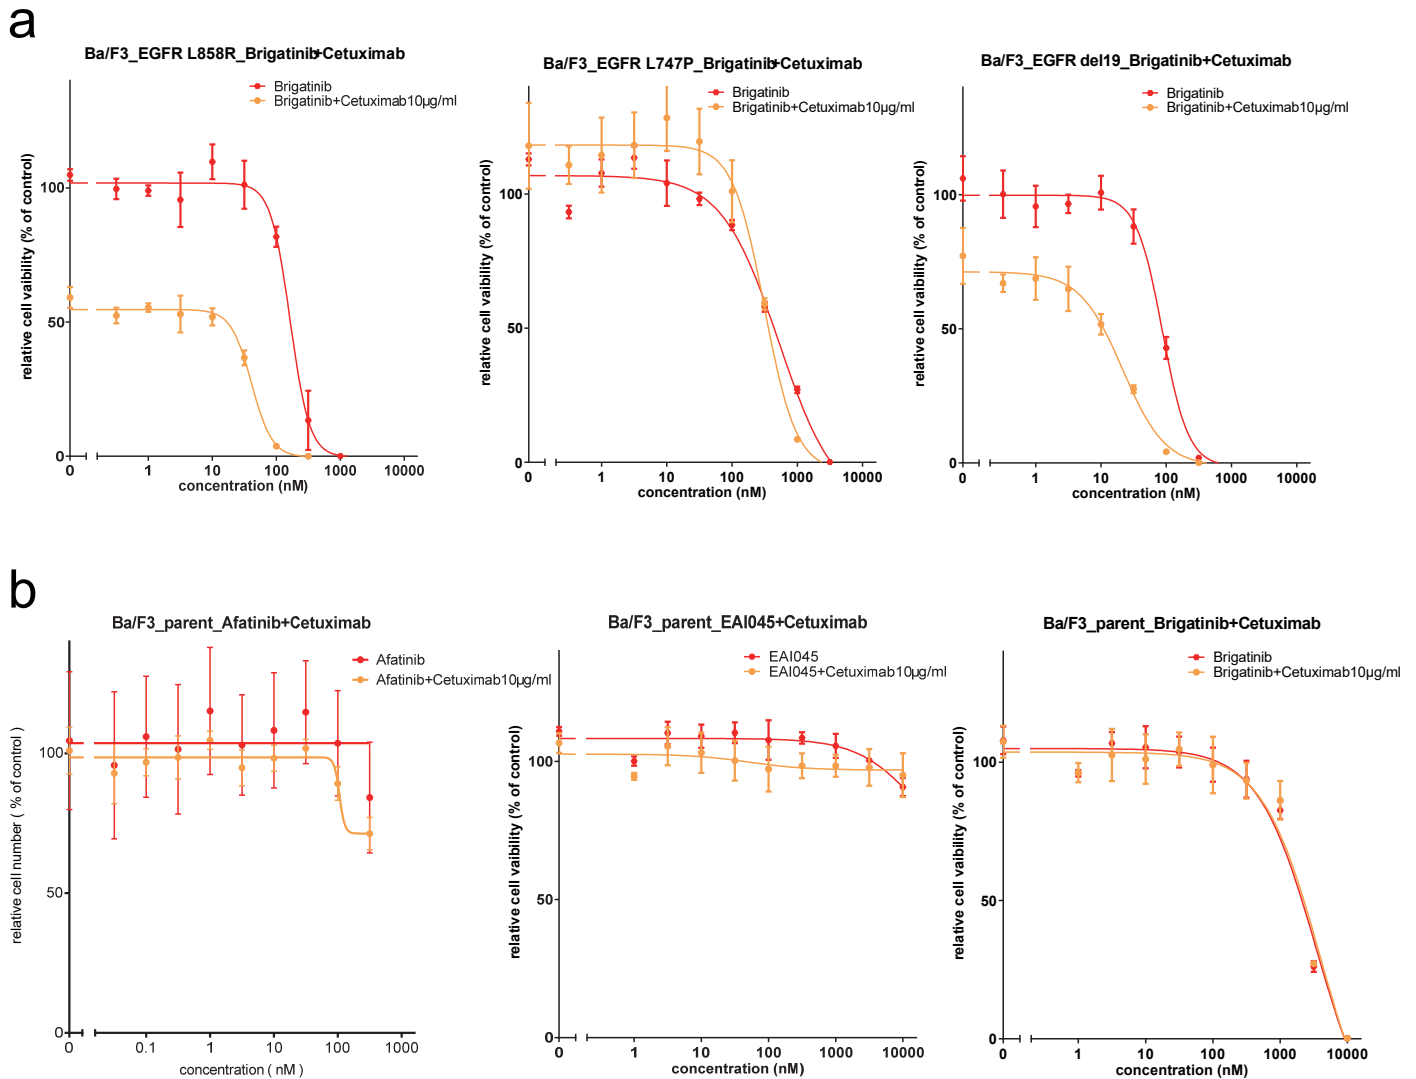 a
Ba/F3_EGFR L858R_Brigatinib+Cetuximab
Brigatinib
Brigatinib+Cetuximab10μg/ml
relative cell vaibility (% of control)
100
50
0
0
1
10
100
1000
10000
concentration (nM)
Ba/F3_EGFR L747P_Brigatinib+Cetuximab
Brigatinib
Brigatinib+Cetuximab10μg/ml
relative cell vaibility (% of control)
100
50
0
0
1
10
100
1000
10000
concentration (nM)
Ba/F3_EGFR del19_Brigatinib+Cetuximab
Brigatinib
Brigatinib+Cetuximab10μg/ml
relative cell vaibility (% of control)
100
50
0
0
1
10
100
1000
10000
concentration (nM)
b
Ba/F3_parent_Afatinib+Cetuximab
Afatinib
Afatinib+Cetuximab10μg/ml
relative cell number ( % of control )
100
50
0
0
0.1
1
10
100
1000
concentration ( nM )
Ba/F3_parent_EAI045+Cetuximab
EAI045
EAI045+Cetuximab10μg/ml
relative cell vaibility (% of control)
100
50
0
0
1
10
100
1000
10000
concentration (nM)
Ba/F3_parent_Brigatinib+Cetuximab
Brigatinib
Brigatinib+Cetuximab10μg/ml
relative cell vaibility (% of control)
100
50
0
0
1
10
100
1000
10000
concentration (nM)